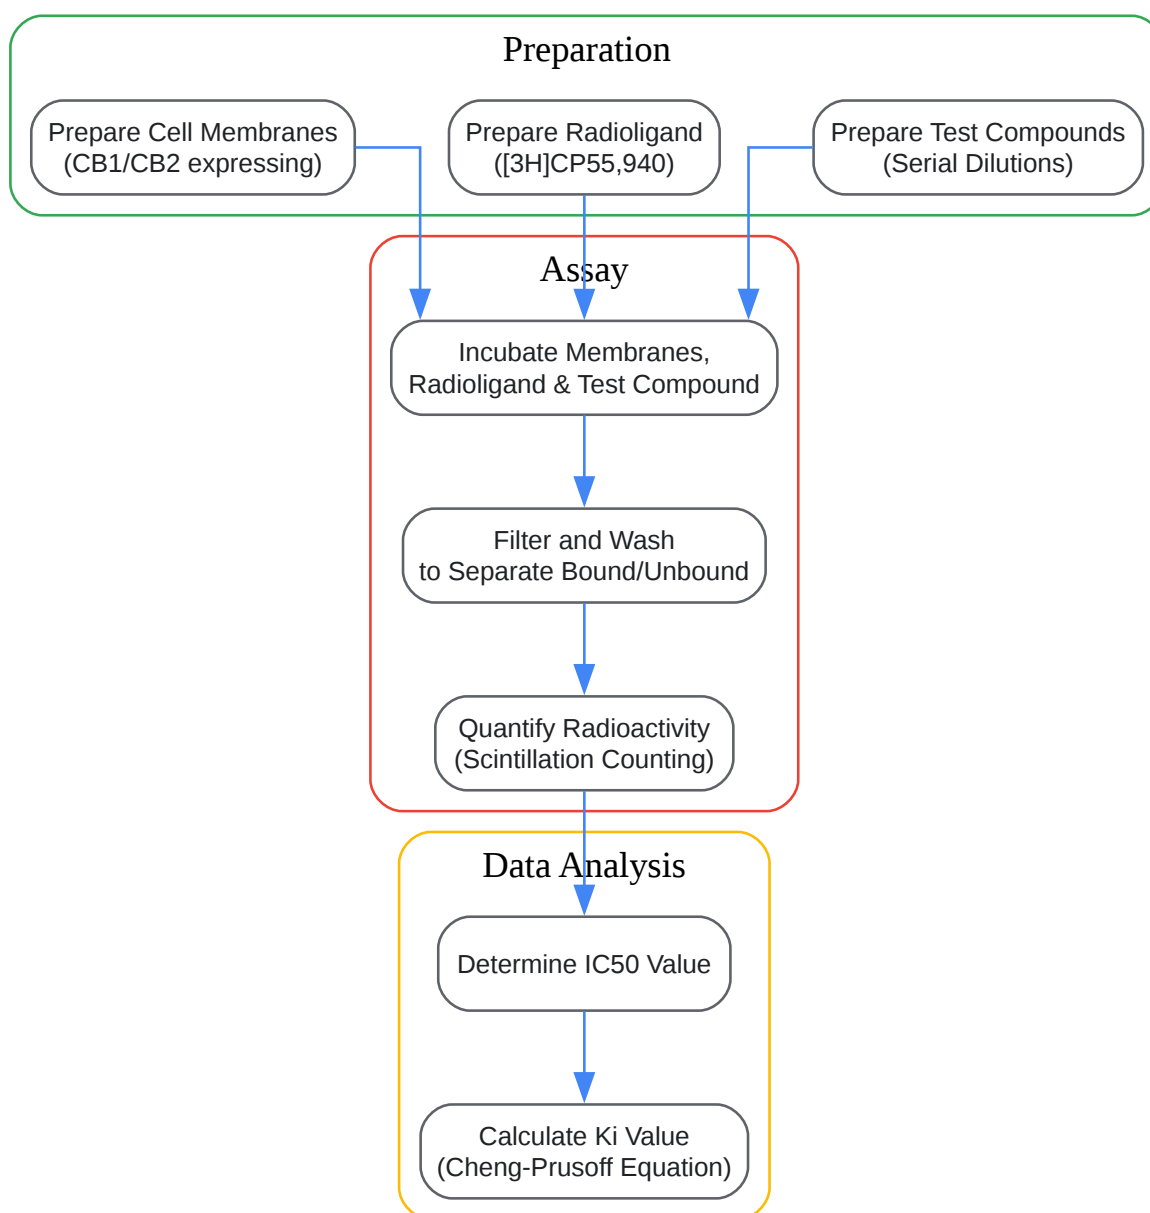 Preparation
Prepare Cell Membranes
(CB1/CB2 expressing)
Prepare Radioligand
([3H]CP55,940)
Prepare Test Compounds
(Serial Dilutions)
Assay
Incubate Membranes,
Radioligand & Test Compound
Filter and Wash
to Separate Bound/Unbound
Quantify Radioactivity
(Scintillation Counting)
Data Analysis
Determine IC50 Value
Calculate Ki Value
(Cheng-Prusoff Equation)